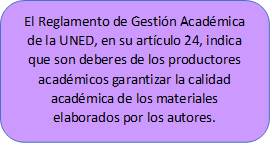 El Reglamento de Gestión Académica
de la UNED, en su artículo 24, indica
que son deberes de los productores
académicos garantizar la calidad
académica de los materiales
elaborados por los autores.